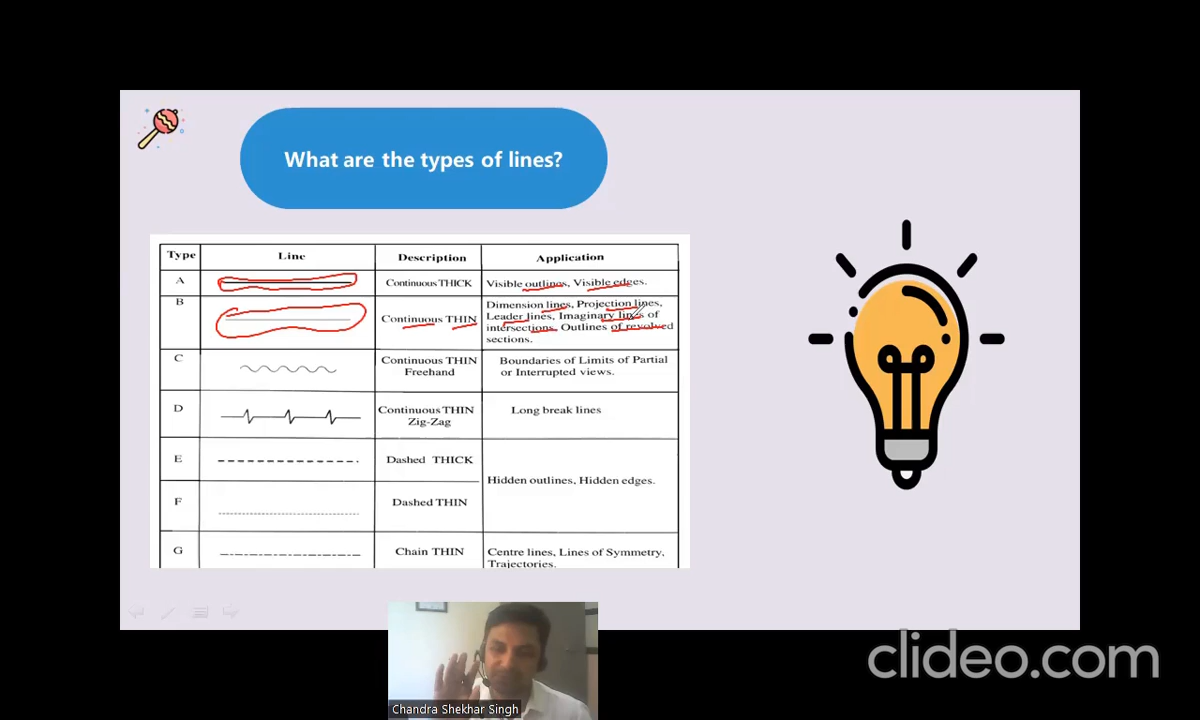 What are the types of lines?
Type Line Description Application
A Continuous THICK Visible outlines, Visible edges.
B Continuous THIN Dimension lines, Projection lines,
Leader lines, Imaginary lines of
intersections. Outlines of revolved
sections.
C Continuous THIN Freehand Boundaries of Limits of Partial
or Interrupted views.
D Continuous THIN Zig-Zag Long break lines
E Dashed THICK
Hidden outlines, Hidden edges.
F Dashed THIN
G Chain THIN Centre lines, Lines of Symmetry,
Trajectories.
Chandra Shekhar Singh
clideo.com